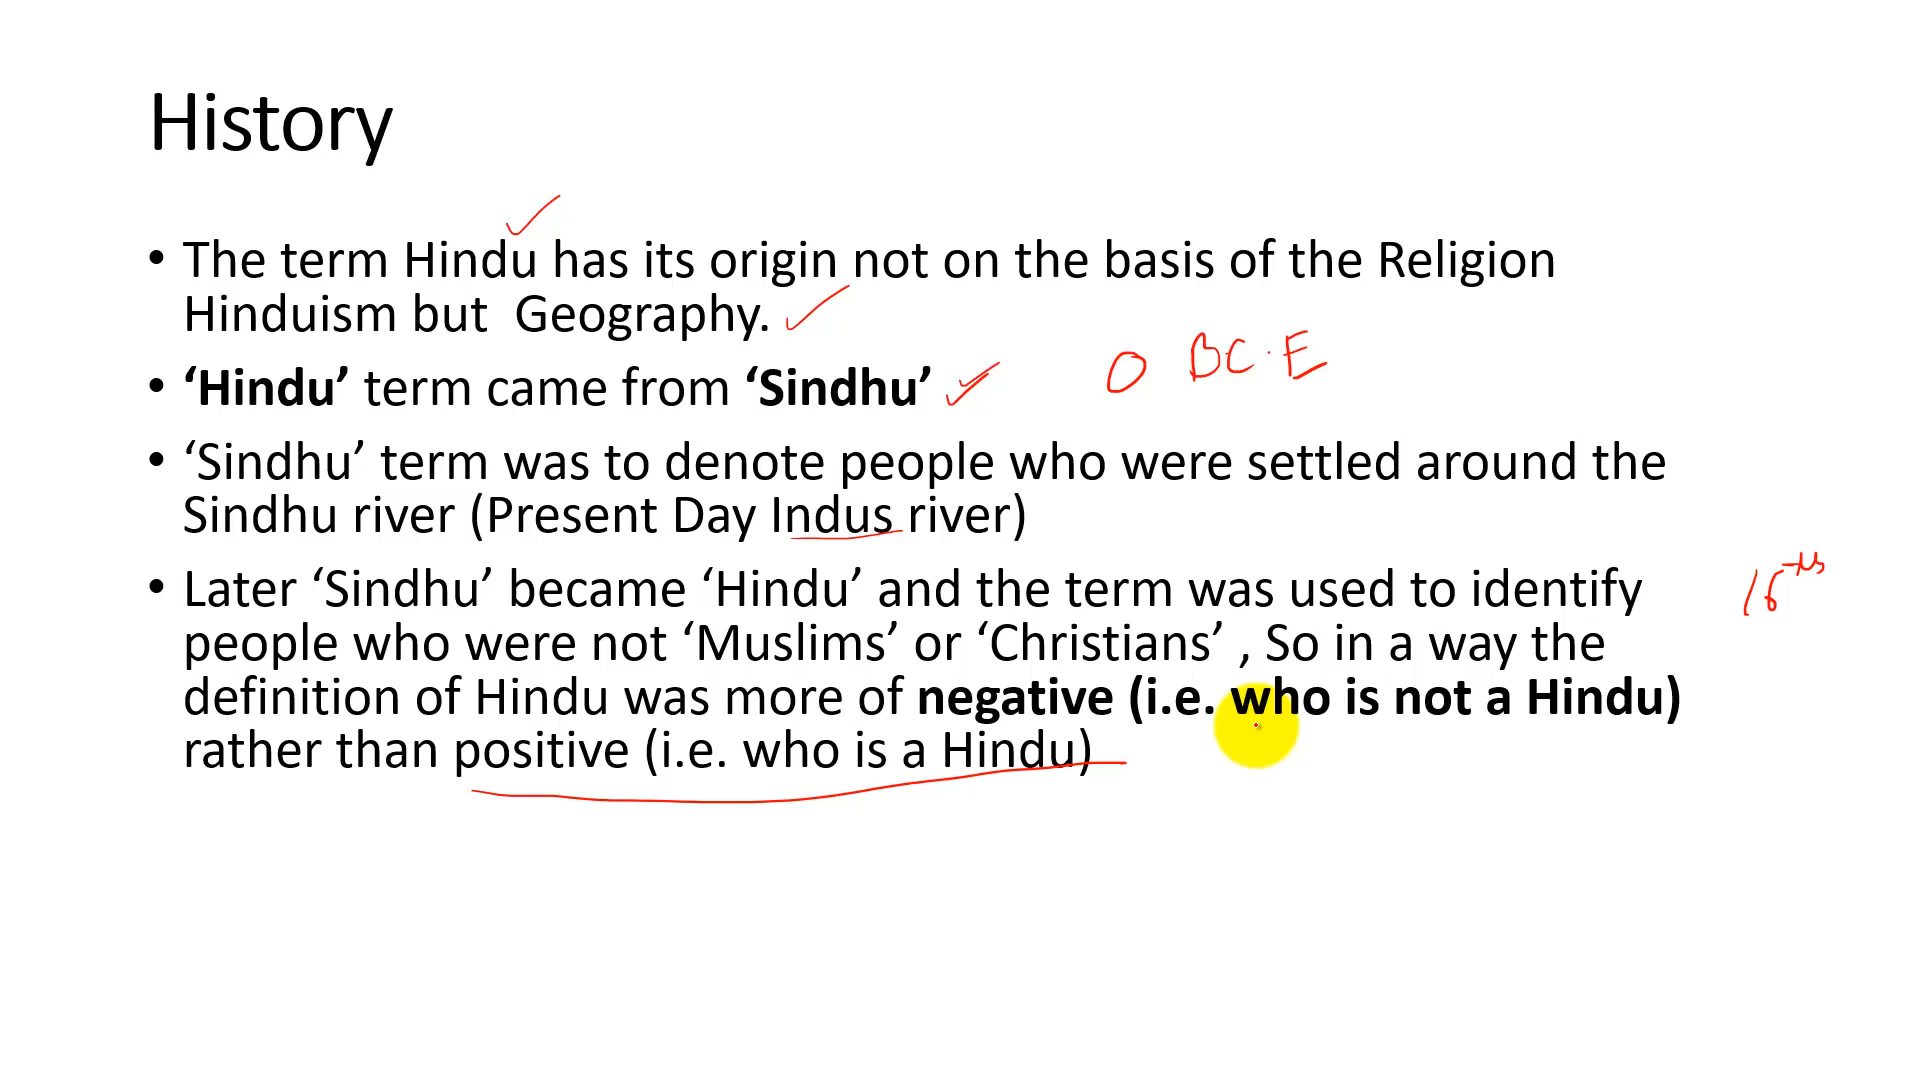 History
• The term Hindu has its origin not on the basis of the Religion
Hinduism but Geography.
• ‘Hindu’ term came from ‘Sindhu’
0 BC.E
• ‘Sindhu’ term was to denote people who were settled around the
Sindhu river (Present Day Indus river)
• Later ‘Sindhu’ became ‘Hindu’ and the term was used to identify
people who were not ‘Muslims’ or ‘Christians’ , So in a way the
definition of Hindu was more of negative (i.e. who is not a Hindu)
rather than positive (i.e. who is a Hindu)